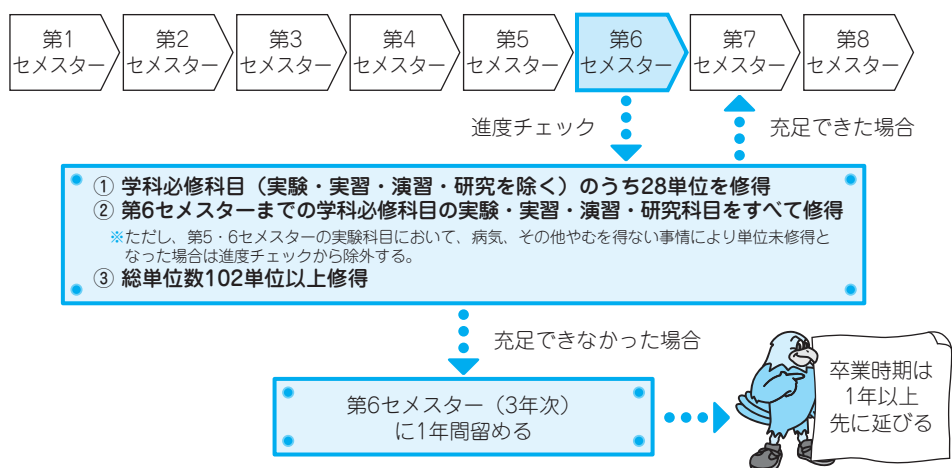 第1
セメスター
第2
セメスター
第3
セメスター
第4
セメスター
第5
セメスター
第6
セメスター
第7
セメスター
第8
セメスター
進度チェック
充足できた場合
① 学科必修科目（実験・実習・演習・研究を除く）のうち28単位を修得
② 第6セメスターまでの学科必修科目の実験・実習・演習・研究科目をすべて修得
※ただし、第5・6セメスターの実験科目において、病気、その他やむを得ない事情により単位未修得と
なった場合は進度チェックから除外する。
③ 総単位数102単位以上修得
充足できなかった場合
第6セメスター（3年次）
に1年間留める
卒業時期は
1年以上
先に延びる